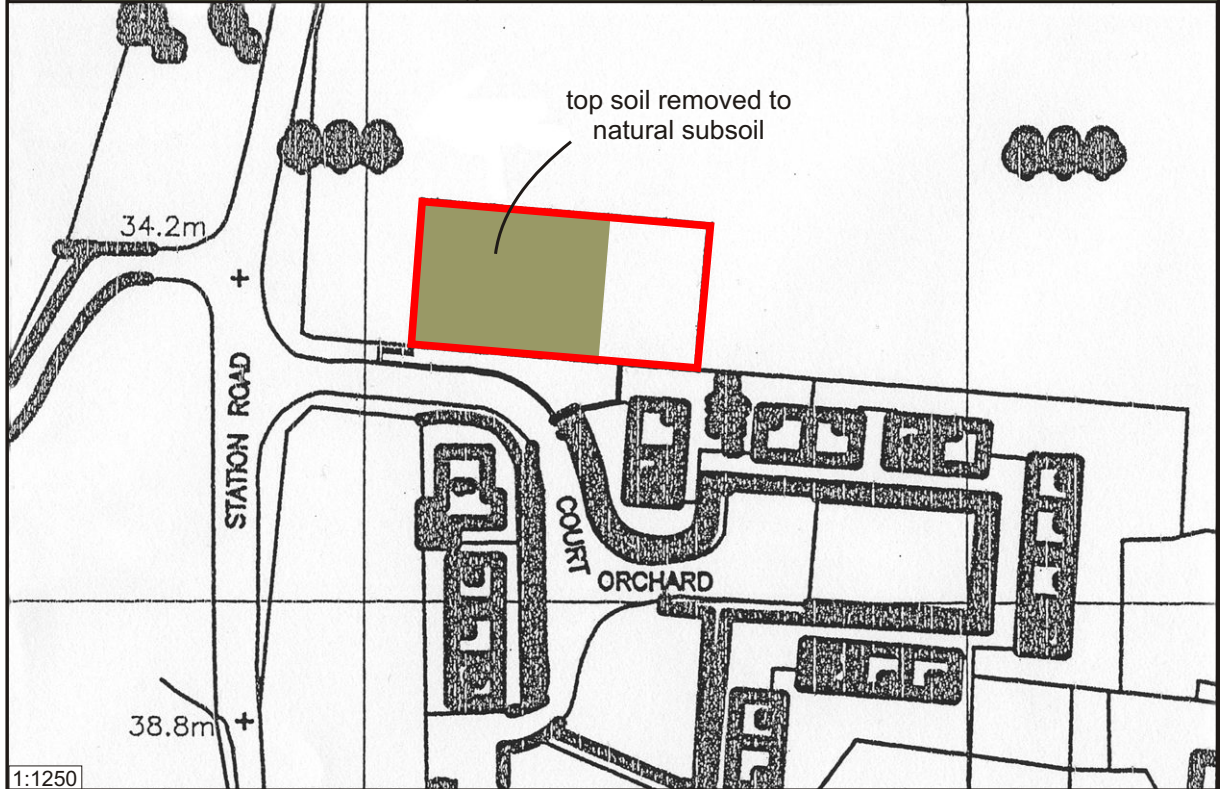 top soil removed to
natural subsoil
34.2m
STATION ROAD
COURT
ORCHARD
38.8m
1:1250